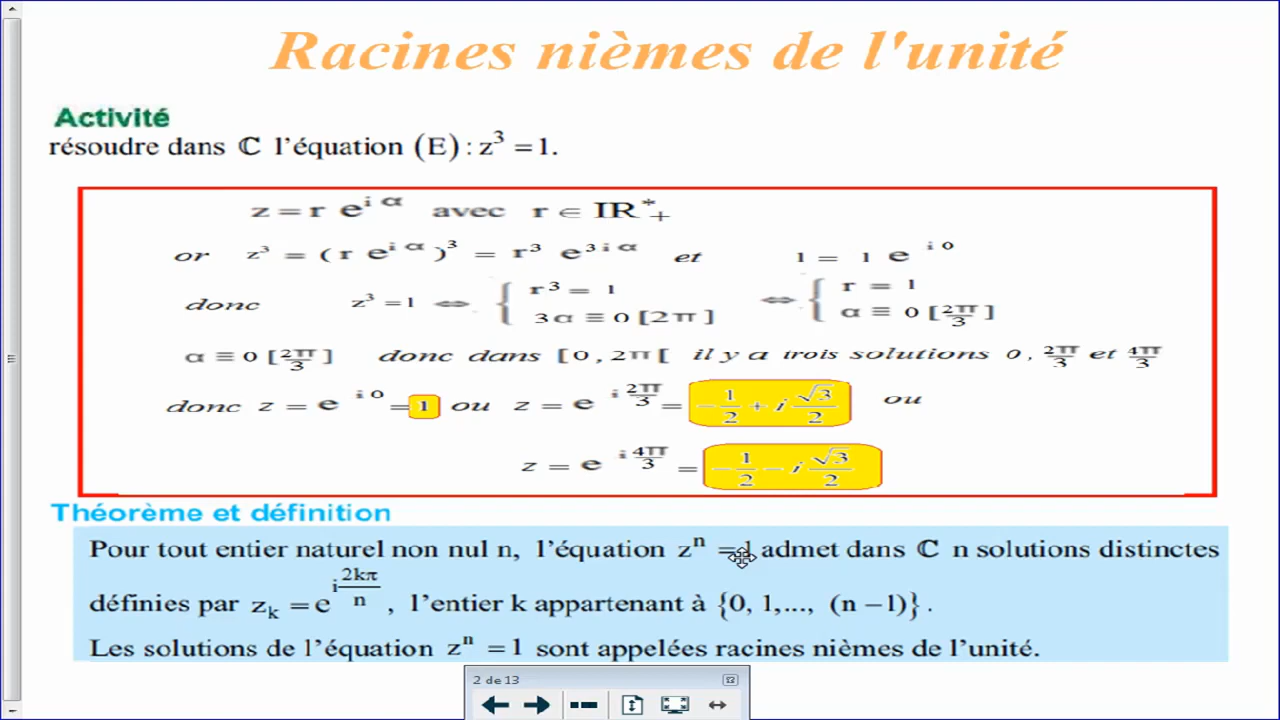 Racines nièmes de l'unité
Activité
résoudre dans ℂ l'équation (E) : z³ = 1.
z = r e^{iα} avec r ∈ IR*₊
or z³ = (r e^{iα})³ = r³ e^{3iα} et 1 = 1 e^{i0}
donc z³ = 1 ⇔ { r³ = 1 ; 3α ≡ 0 [2π] ⇔ { r = 1 ; α ≡ 0 [2π/3]
α ≡ 0 [2π/3] donc dans [0, 2π[ il y a trois solutions 0, 2π/3 et 4π/3
donc z = e^{i0} = 1 ou z = e^{i2π/3} = -1/2 + i √3/2 ou
z = e^{i4π/3} = -1/2 - i √3/2
Théorème et définition
Pour tout entier naturel non nul n, l'équation zⁿ = 1 admet dans ℂ n solutions distinctes
définies par z_k = e^{i2kπ/n}, l'entier k appartenant à {0, 1,..., (n-1)}.
Les solutions de l'équation zⁿ = 1 sont appelées racines nièmes de l'unité.
2 de 13